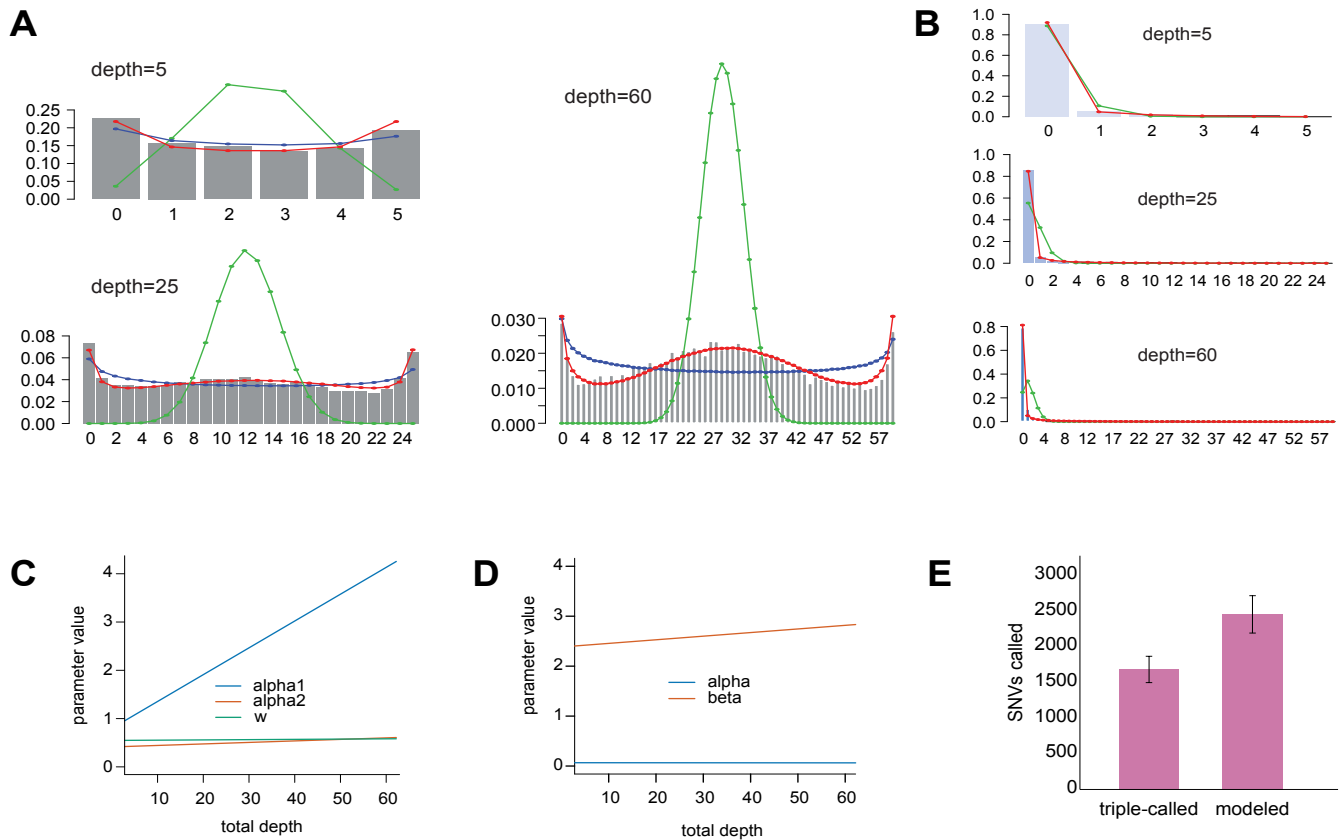 A
depth=5
0.25
0.20
0.15
0.10
0.05
0.00
0 1 2 3 4 5
depth=25
0.08
0.06
0.04
0.02
0.00
0 2 4 6 8 10 12 14 16 18 20 22 24
depth=60
0.030
0.020
0.010
0.000
0 7 12 17 22 27 32 37 42 47 52 57
B
depth=5
1.0
0.8
0.6
0.4
0.2
0.0
0 1 2 3 4 5
depth=25
1.0
0.8
0.6
0.4
0.2
0.0
0 2 4 6 8 10 12 14 16 18 20 22 24
depth=60
0.8
0.6
0.4
0.2
0.0
0 4 8 12 17 22 27 32 37 42 47 52 57
C
parameter value
4
3
2
1
0
alpha1
alpha2
w
10 20 30 40 50 60
total depth
D
parameter value
4
3
2
1
0
alpha
beta
10 20 30 40 50 60
total depth
E
SNVs called
3000
2500
2000
1500
1000
500
0
triple-called modeled